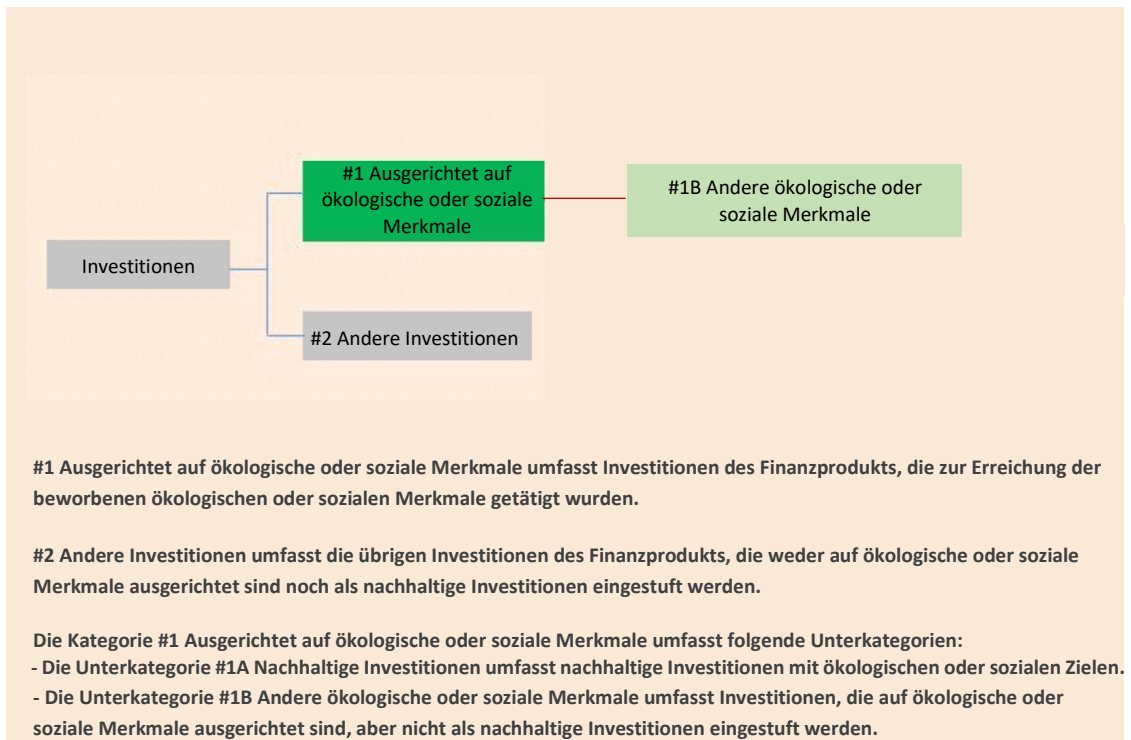 #1 Ausgerichtet auf
ökologische oder soziale
Merkmale
#1B Andere ökologische oder
soziale Merkmale
Investitionen
#2 Andere Investitionen
#1 Ausgerichtet auf ökologische oder soziale Merkmale umfasst Investitionen des Finanzprodukts, die zur Erreichung der
beworbenen ökologischen oder sozialen Merkmale getätigt wurden.
#2 Andere Investitionen umfasst die übrigen Investitionen des Finanzprodukts, die weder auf ökologische oder soziale
Merkmale ausgerichtet sind noch als nachhaltige Investitionen eingestuft werden.
Die Kategorie #1 Ausgerichtet auf ökologische oder soziale Merkmale umfasst folgende Unterkategorien:
- Die Unterkategorie #1A Nachhaltige Investitionen umfasst nachhaltige Investitionen mit ökologischen oder sozialen Zielen.
- Die Unterkategorie #1B Andere ökologische oder soziale Merkmale umfasst Investitionen, die auf ökologische oder
soziale Merkmale ausgerichtet sind, aber nicht als nachhaltige Investitionen eingestuft werden.